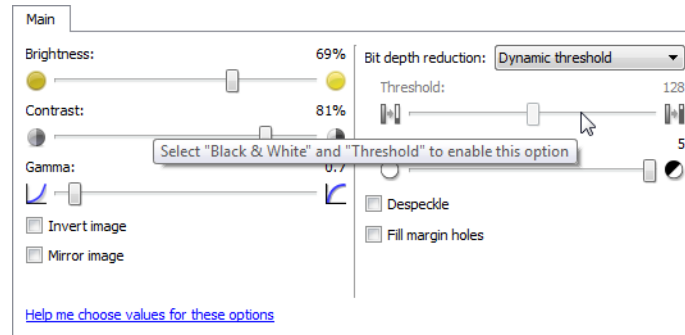 Main
Brightness: 69%
Contrast: 81%
Gamma: 0.7
Invert image
Mirror image
Help me choose values for these options
Bit depth reduction: Dynamic threshold
Threshold: 128
Select "Black & White" and "Threshold" to enable this option
5
Despeckle
Fill margin holes